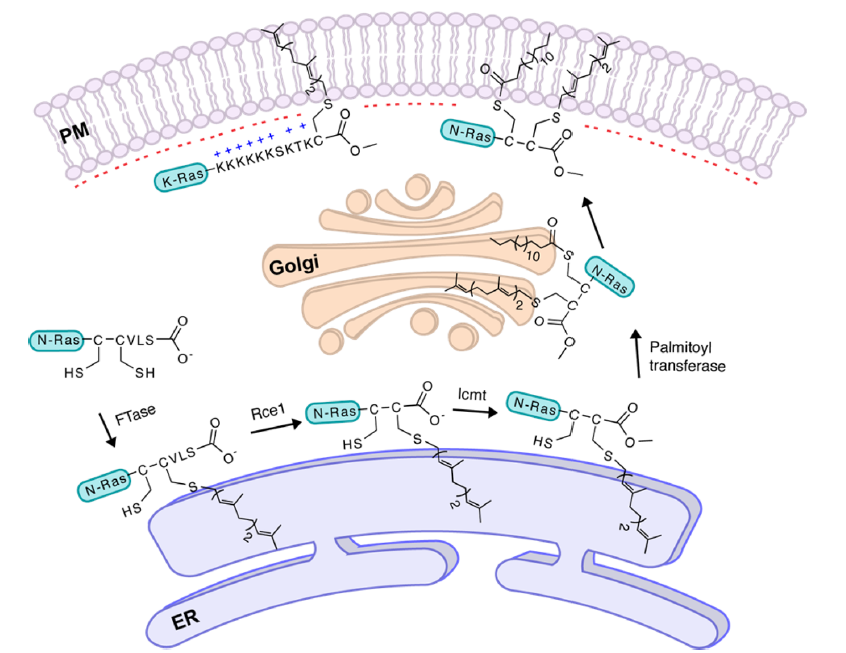 PM
2
S
+ + + + + + + +
K-Ras
KKKKKKSKTKC
O
O
10
O
S
2
S
N-Ras
C
C
O
O
Golgi
O
10
S
N-Ras
2
S
C
C
O
O
Palmitoyl
transferase
N-Ras
C
CVLS
O
O-
HS
SH
FTase
N-Ras
C
CVLS
O
O-
HS
S
2
Rce1
N-Ras
C
C
O
O-
HS
S
2
Icmt
N-Ras
C
C
O
O
HS
S
2
ER